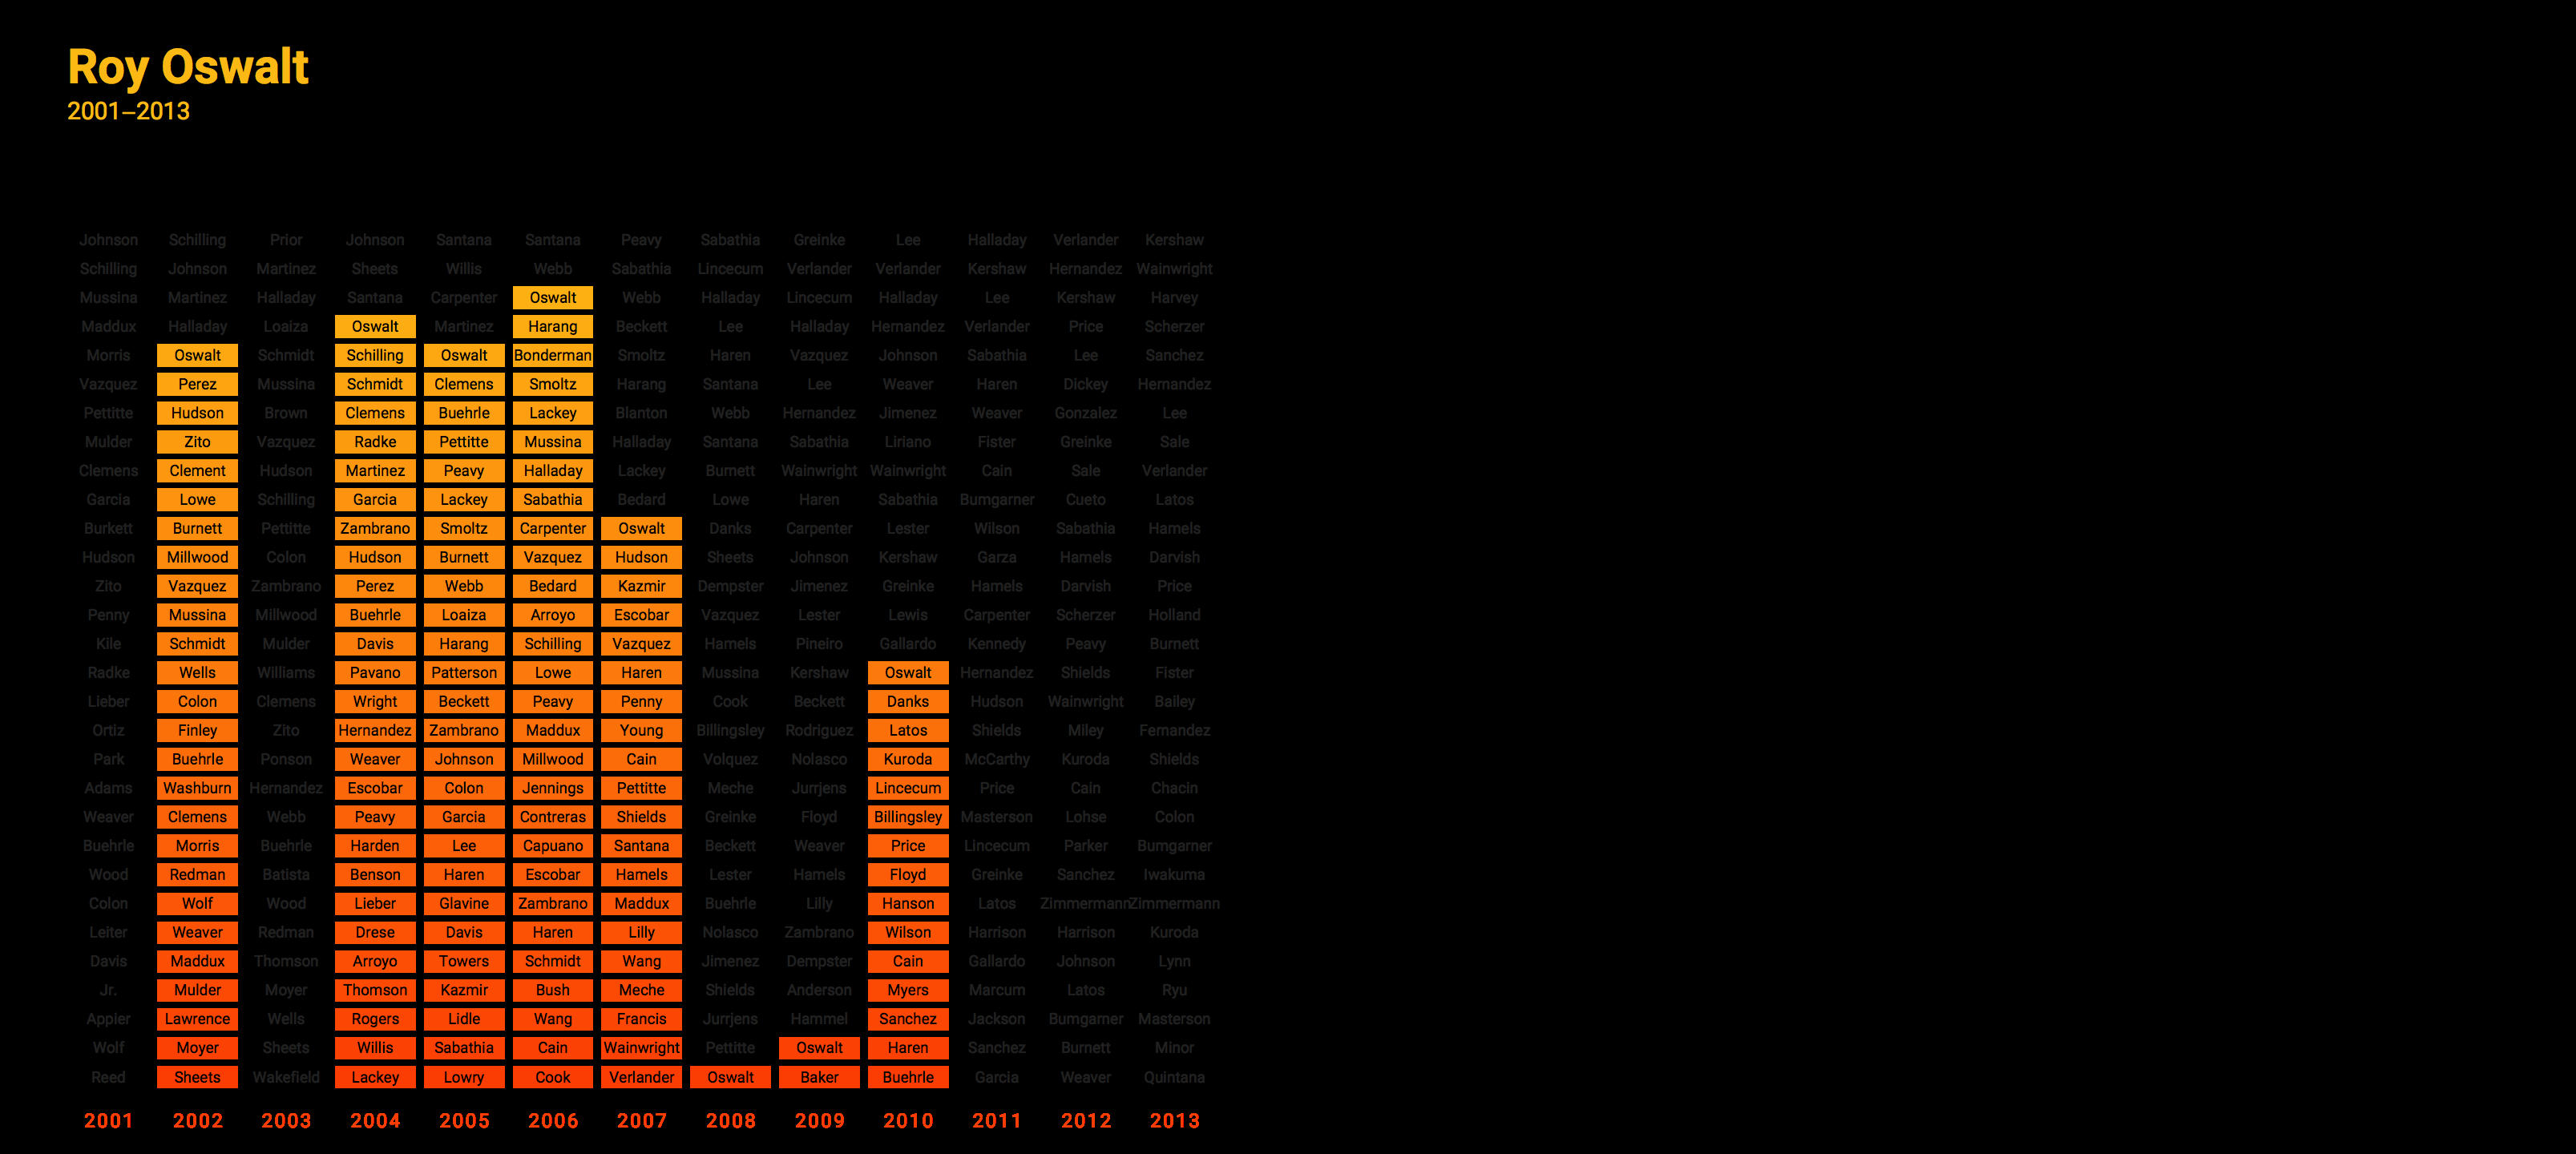 Roy Oswalt
2001–2013
Johnson Schilling Prior Johnson Santana Santana Peavy Sabathia Greinke Lee Halladay Verlander Kershaw
Schilling Johnson Martinez Sheets Willis Webb Sabathia Lincecum Verlander Verlander Kershaw Hernandez Wainwright
Mussina Martinez Halladay Santana Carpenter Oswalt Webb Halladay Lincecum Halladay Lee Kershaw Harvey
Maddux Halladay Loaiza Oswalt Martinez Harang Beckett Lee Halladay Hernandez Verlander Price Scherzer
Morris Oswalt Schmidt Schilling Oswalt Bonderman Smoltz Haren Vazquez Johnson Sabathia Lee Sanchez
Vazquez Perez Mussina Schmidt Clemens Smoltz Harang Santana Lee Weaver Haren Dickey Hernandez
Pettitte Hudson Brown Clemens Buehrle Lackey Blanton Webb Hernandez Jimenez Weaver Gonzalez Lee
Mulder Zito Vazquez Radke Pettitte Mussina Halladay Santana Sabathia Liriano Fister Greinke Sale
Clemens Clement Hudson Martinez Peavy Halladay Lackey Burnett Wainwright Wainwright Cain Sale Verlander
Garcia Lowe Schilling Garcia Lackey Sabathia Bedard Lowe Haren Sabathia Bumgarner Cueto Latos
Burkett Burnett Pettitte Zambrano Smoltz Carpenter Oswalt Danks Carpenter Lester Wilson Sabathia Hamels
Hudson Millwood Colon Hudson Burnett Vazquez Hudson Sheets Johnson Kershaw Garza Hamels Darvish
Zito Vazquez Zambrano Perez Webb Bedard Kazmir Dempster Jimenez Greinke Hamels Darvish Price
Penny Mussina Millwood Buehrle Loaiza Arroyo Escobar Vazquez Lester Lewis Carpenter Scherzer Holland
Kile Schmidt Mulder Davis Harang Schilling Vazquez Hamels Pineiro Gallardo Kennedy Peavy Burnett
Radke Wells Williams Pavano Patterson Lowe Haren Mussina Kershaw Oswalt Hernandez Shields Fister
Lieber Colon Clemens Wright Beckett Peavy Penny Cook Beckett Danks Hudson Wainwright Bailey
Ortiz Finley Zito Hernandez Zambrano Maddux Young Billingsley Rodriguez Latos Shields Miley Fernandez
Park Buehrle Ponson Weaver Johnson Millwood Cain Volquez Nolasco Kuroda McCarthy Kuroda Shields
Adams Washburn Hernandez Escobar Colon Jennings Pettitte Meche Jurrjens Lincecum Price Cain Chacin
Weaver Clemens Webb Peavy Garcia Contreras Shields Greinke Floyd Billingsley Masterson Lohse Colon
Buehrle Morris Buehrle Harden Lee Capuano Santana Beckett Weaver Price Lincecum Parker Bumgarner
Wood Redman Batista Benson Haren Escobar Hamels Lester Hamels Floyd Greinke Sanchez Iwakuma
Colon Wolf Wood Lieber Glavine Zambrano Maddux Buehrle Lilly Hanson Latos Zimmermann Zimmermann
Leiter Weaver Redman Drese Davis Haren Lilly Nolasco Zambrano Wilson Harrison Harrison Kuroda
Davis Maddux Thomson Arroyo Towers Schmidt Wang Jimenez Dempster Cain Gallardo Johnson Lynn
Jr. Mulder Moyer Thomson Kazmir Bush Meche Shields Anderson Myers Marcum Latos Ryu
Appier Lawrence Wells Rogers Lidle Wang Francis Jurrjens Hammel Sanchez Jackson Bumgarner Masterson
Wolf Moyer Sheets Willis Sabathia Cain Wainwright Pettitte Oswalt Haren Sanchez Burnett Minor
Reed Sheets Wakefield Lackey Lowry Cook Verlander Oswalt Baker Buehrle Garcia Weaver Quintana
2001 2002 2003 2004 2005 2006 2007 2008 2009 2010 2011 2012 2013